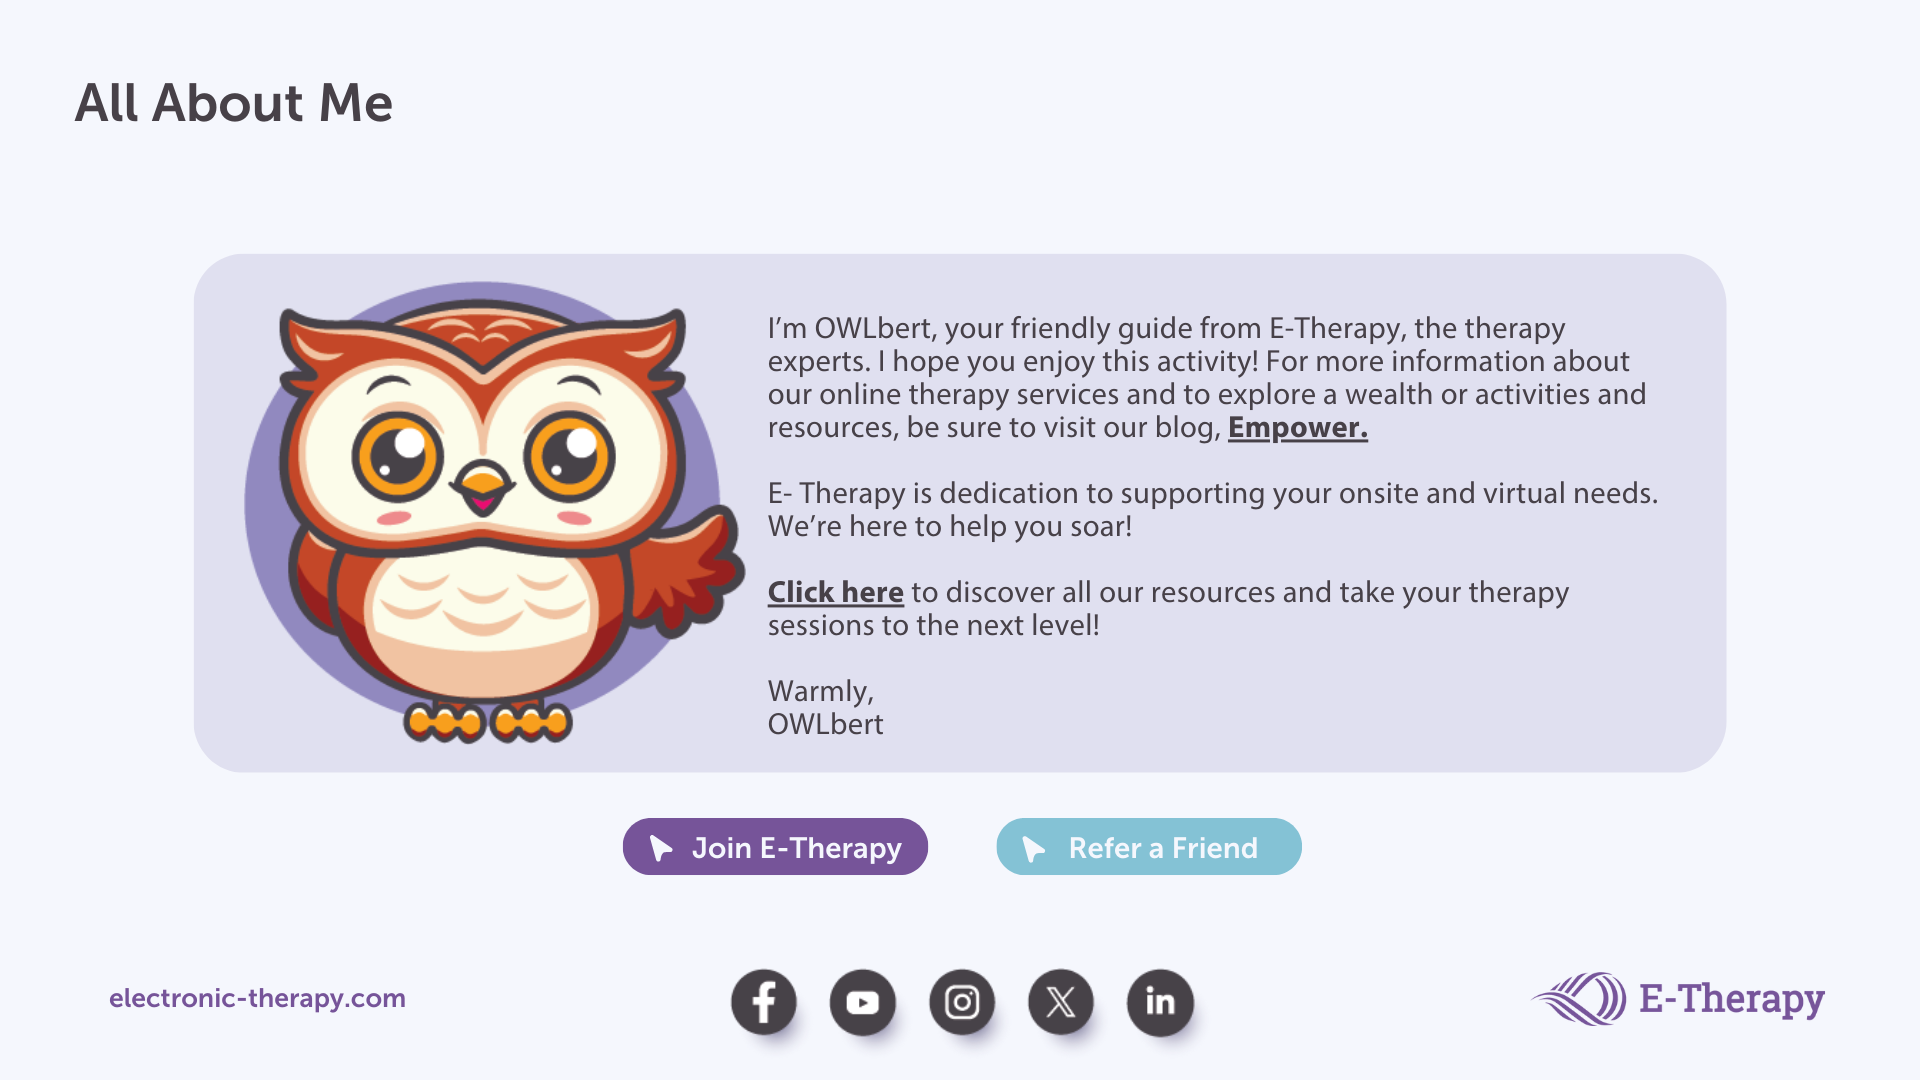 All About Me
I’m OWLbert, your friendly guide from E-Therapy, the therapy
experts. I hope you enjoy this activity! For more information about
our online therapy services and to explore a wealth or activities and
resources, be sure to visit our blog, Empower.
E- Therapy is dedication to supporting your onsite and virtual needs.
We’re here to help you soar!
Click here to discover all our resources and take your therapy
sessions to the next level!
Warmly,
OWLbert
Join E-Therapy
Refer a Friend
electronic-therapy.com
E-Therapy